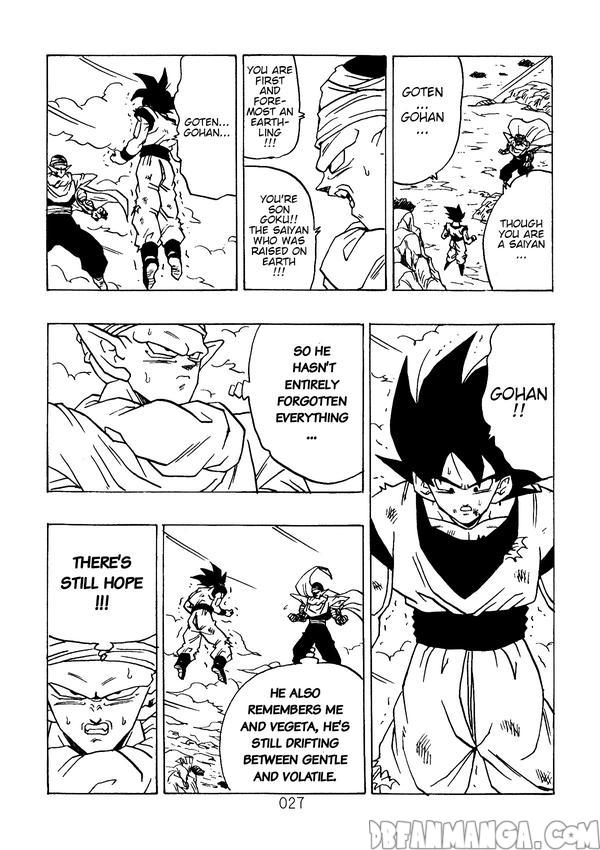 GOTEN
...
GOHAN
...
THOUGH
YOU ARE
A SAIYAN
...
YOU ARE
FIRST
AND
FORE-
MOST AN
EARTH-
LING
!!!
YOU'RE
SON
GOKU!!
THE SAIYAN
WHO WAS
RAISED ON
EARTH
!!!
GOTEN...
GOHAN...
GOHAN
!!
SO HE
HASN'T
ENTIRELY
FORGOTTEN
EVERYTHING
...
HE ALSO
REMEMBERS ME
AND VEGETA, HE'S
STILL DRIFTING
BETWEEN GENTLE
AND VOLATILE.
THERE'S
STILL HOPE
!!!
027
DBFANMANGA.COM